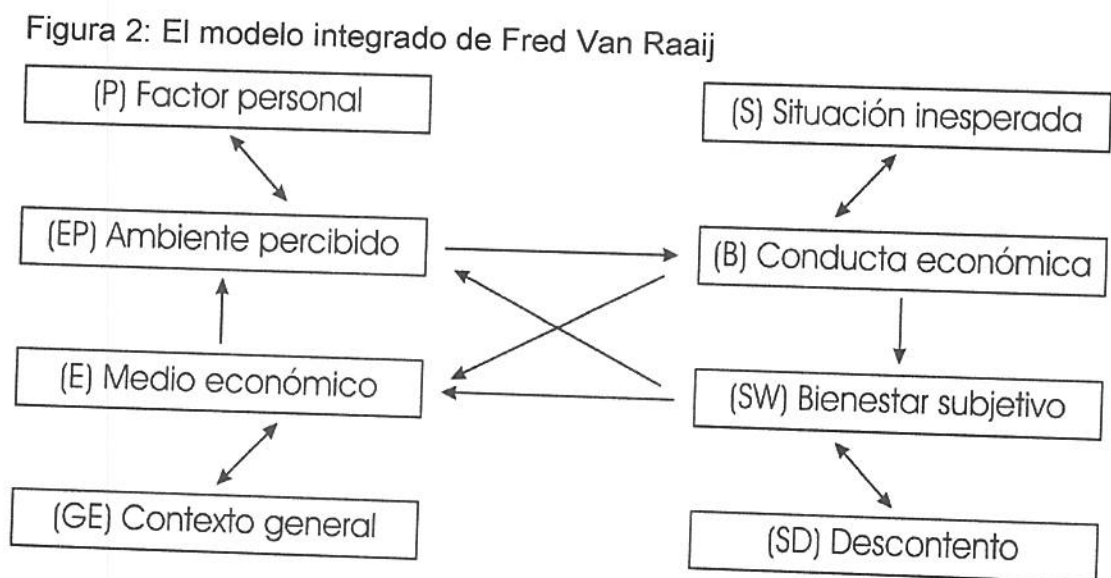 Figura 2: El modelo integrado de Fred Van Raaij
(P) Factor personal
(S) Situación inesperada
(EP) Ambiente percibido
(B) Conducta económica
(E) Medio económico
(SW) Bienestar subjetivo
(GE) Contexto general
(SD) Descontento